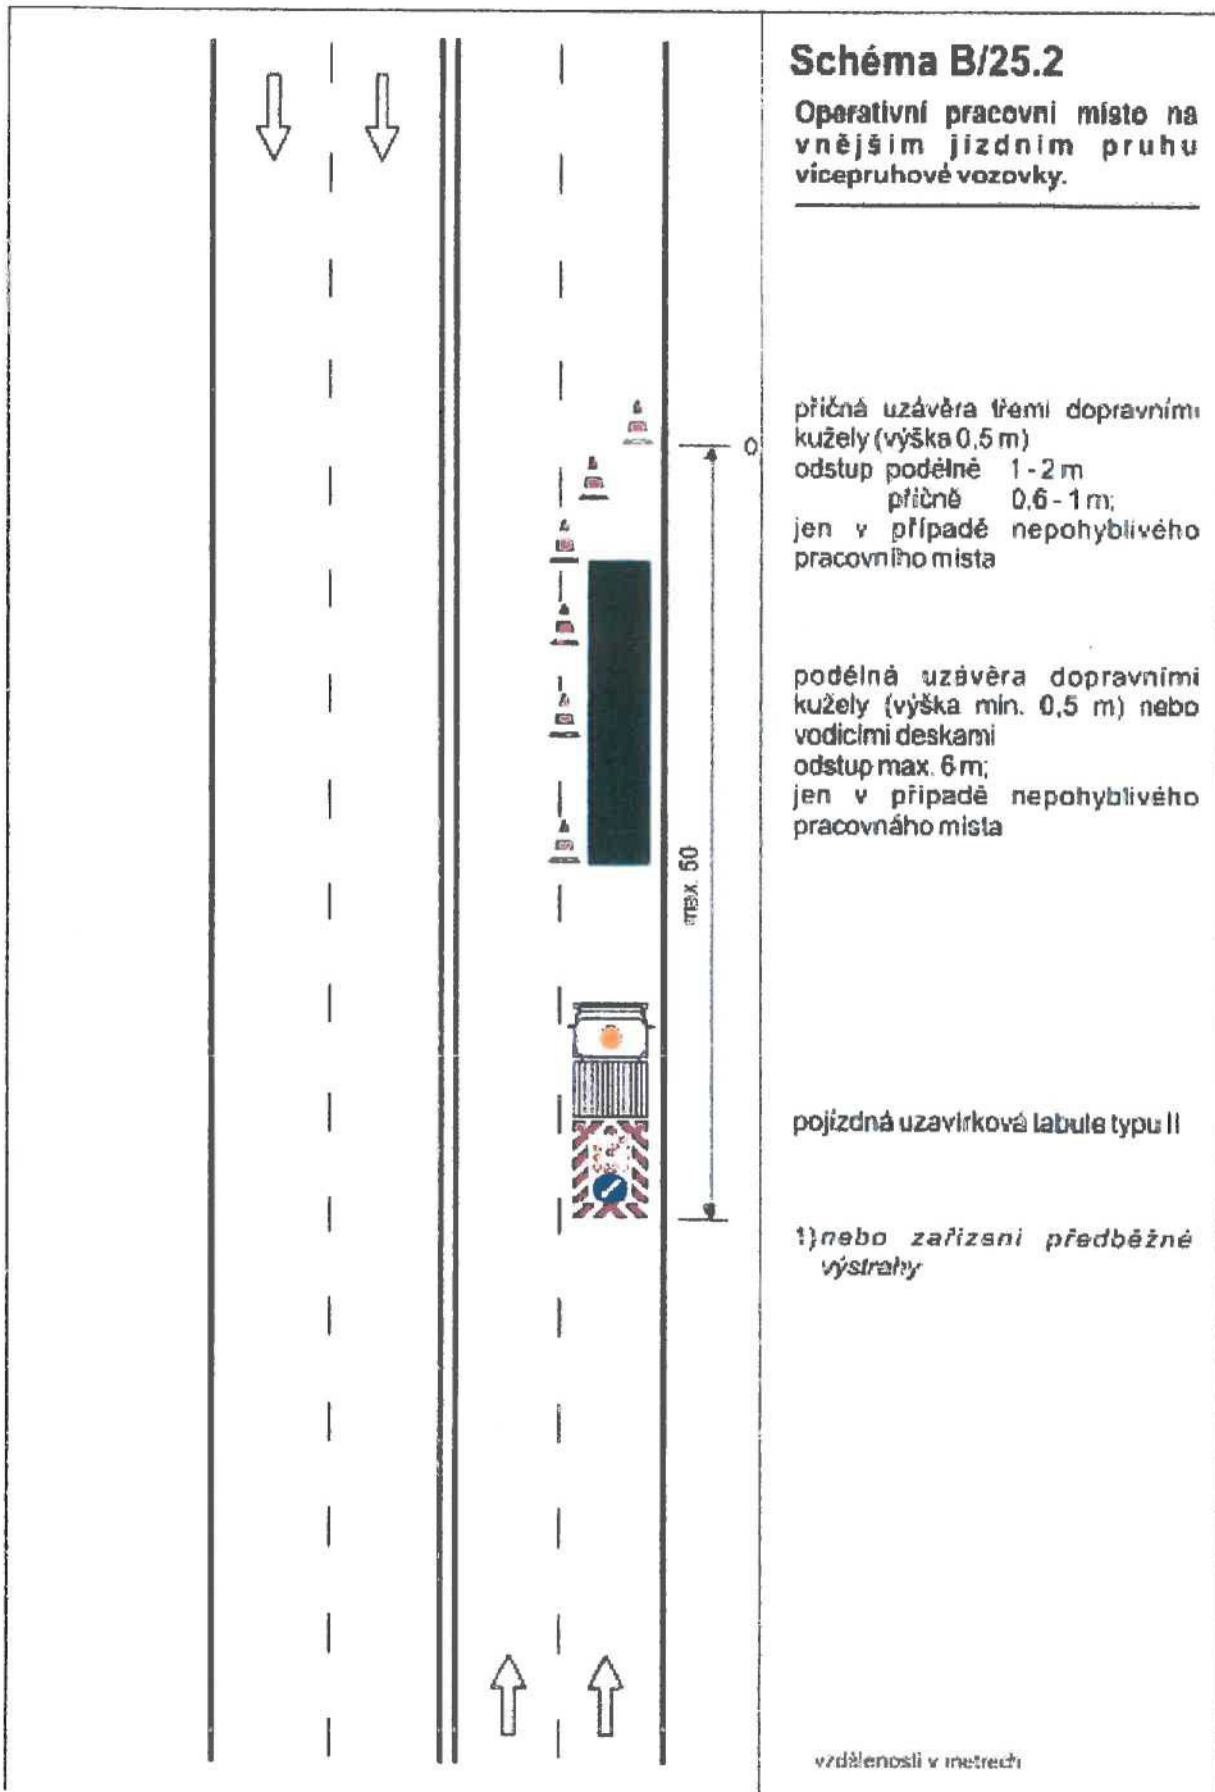 Schéma B/25.2
Operativní pracovní místo na
vnějším jízdním pruhu
vícepruhové vozovky.
příčná uzávěra třemi dopravními
kužely (výška 0,5 m)
odstup podélně 1 - 2 m
příčně 0,6 - 1 m;
jen v případě nepohyblivého
pracovního místa
0
podélná uzávěra dopravními
kužely (výška min. 0,5 m) nebo
vodícími deskami
odstup max. 6 m;
jen v případě nepohyblivého
pracovnáho místa
max. 50
pojízdná uzavírková tabule typu II
1) nebo zařízení předběžné
výstrahy
vzdálenosti v metrech